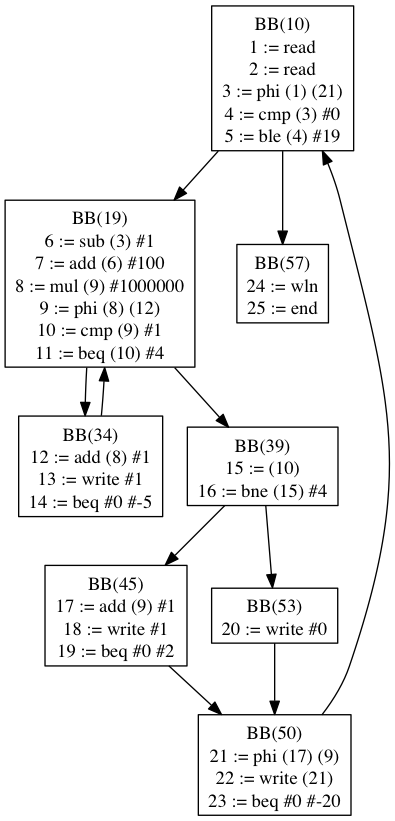 BB(10)
1 := read
2 := read
3 := phi (1) (21)
4 := cmp (3) #0
5 := ble (4) #19
BB(19)
6 := sub (3) #1
7 := add (6) #100
8 := mul (9) #1000000
9 := phi (8) (12)
10 := cmp (9) #1
11 := beq (10) #4
BB(57)
24 := wln
25 := end
BB(34)
12 := add (8) #1
13 := write #1
14 := beq #0 #-5
BB(39)
15 := (10)
16 := bne (15) #4
BB(45)
17 := add (9) #1
18 := write #1
19 := beq #0 #2
BB(53)
20 := write #0
BB(50)
21 := phi (17) (9)
22 := write (21)
23 := beq #0 #-20